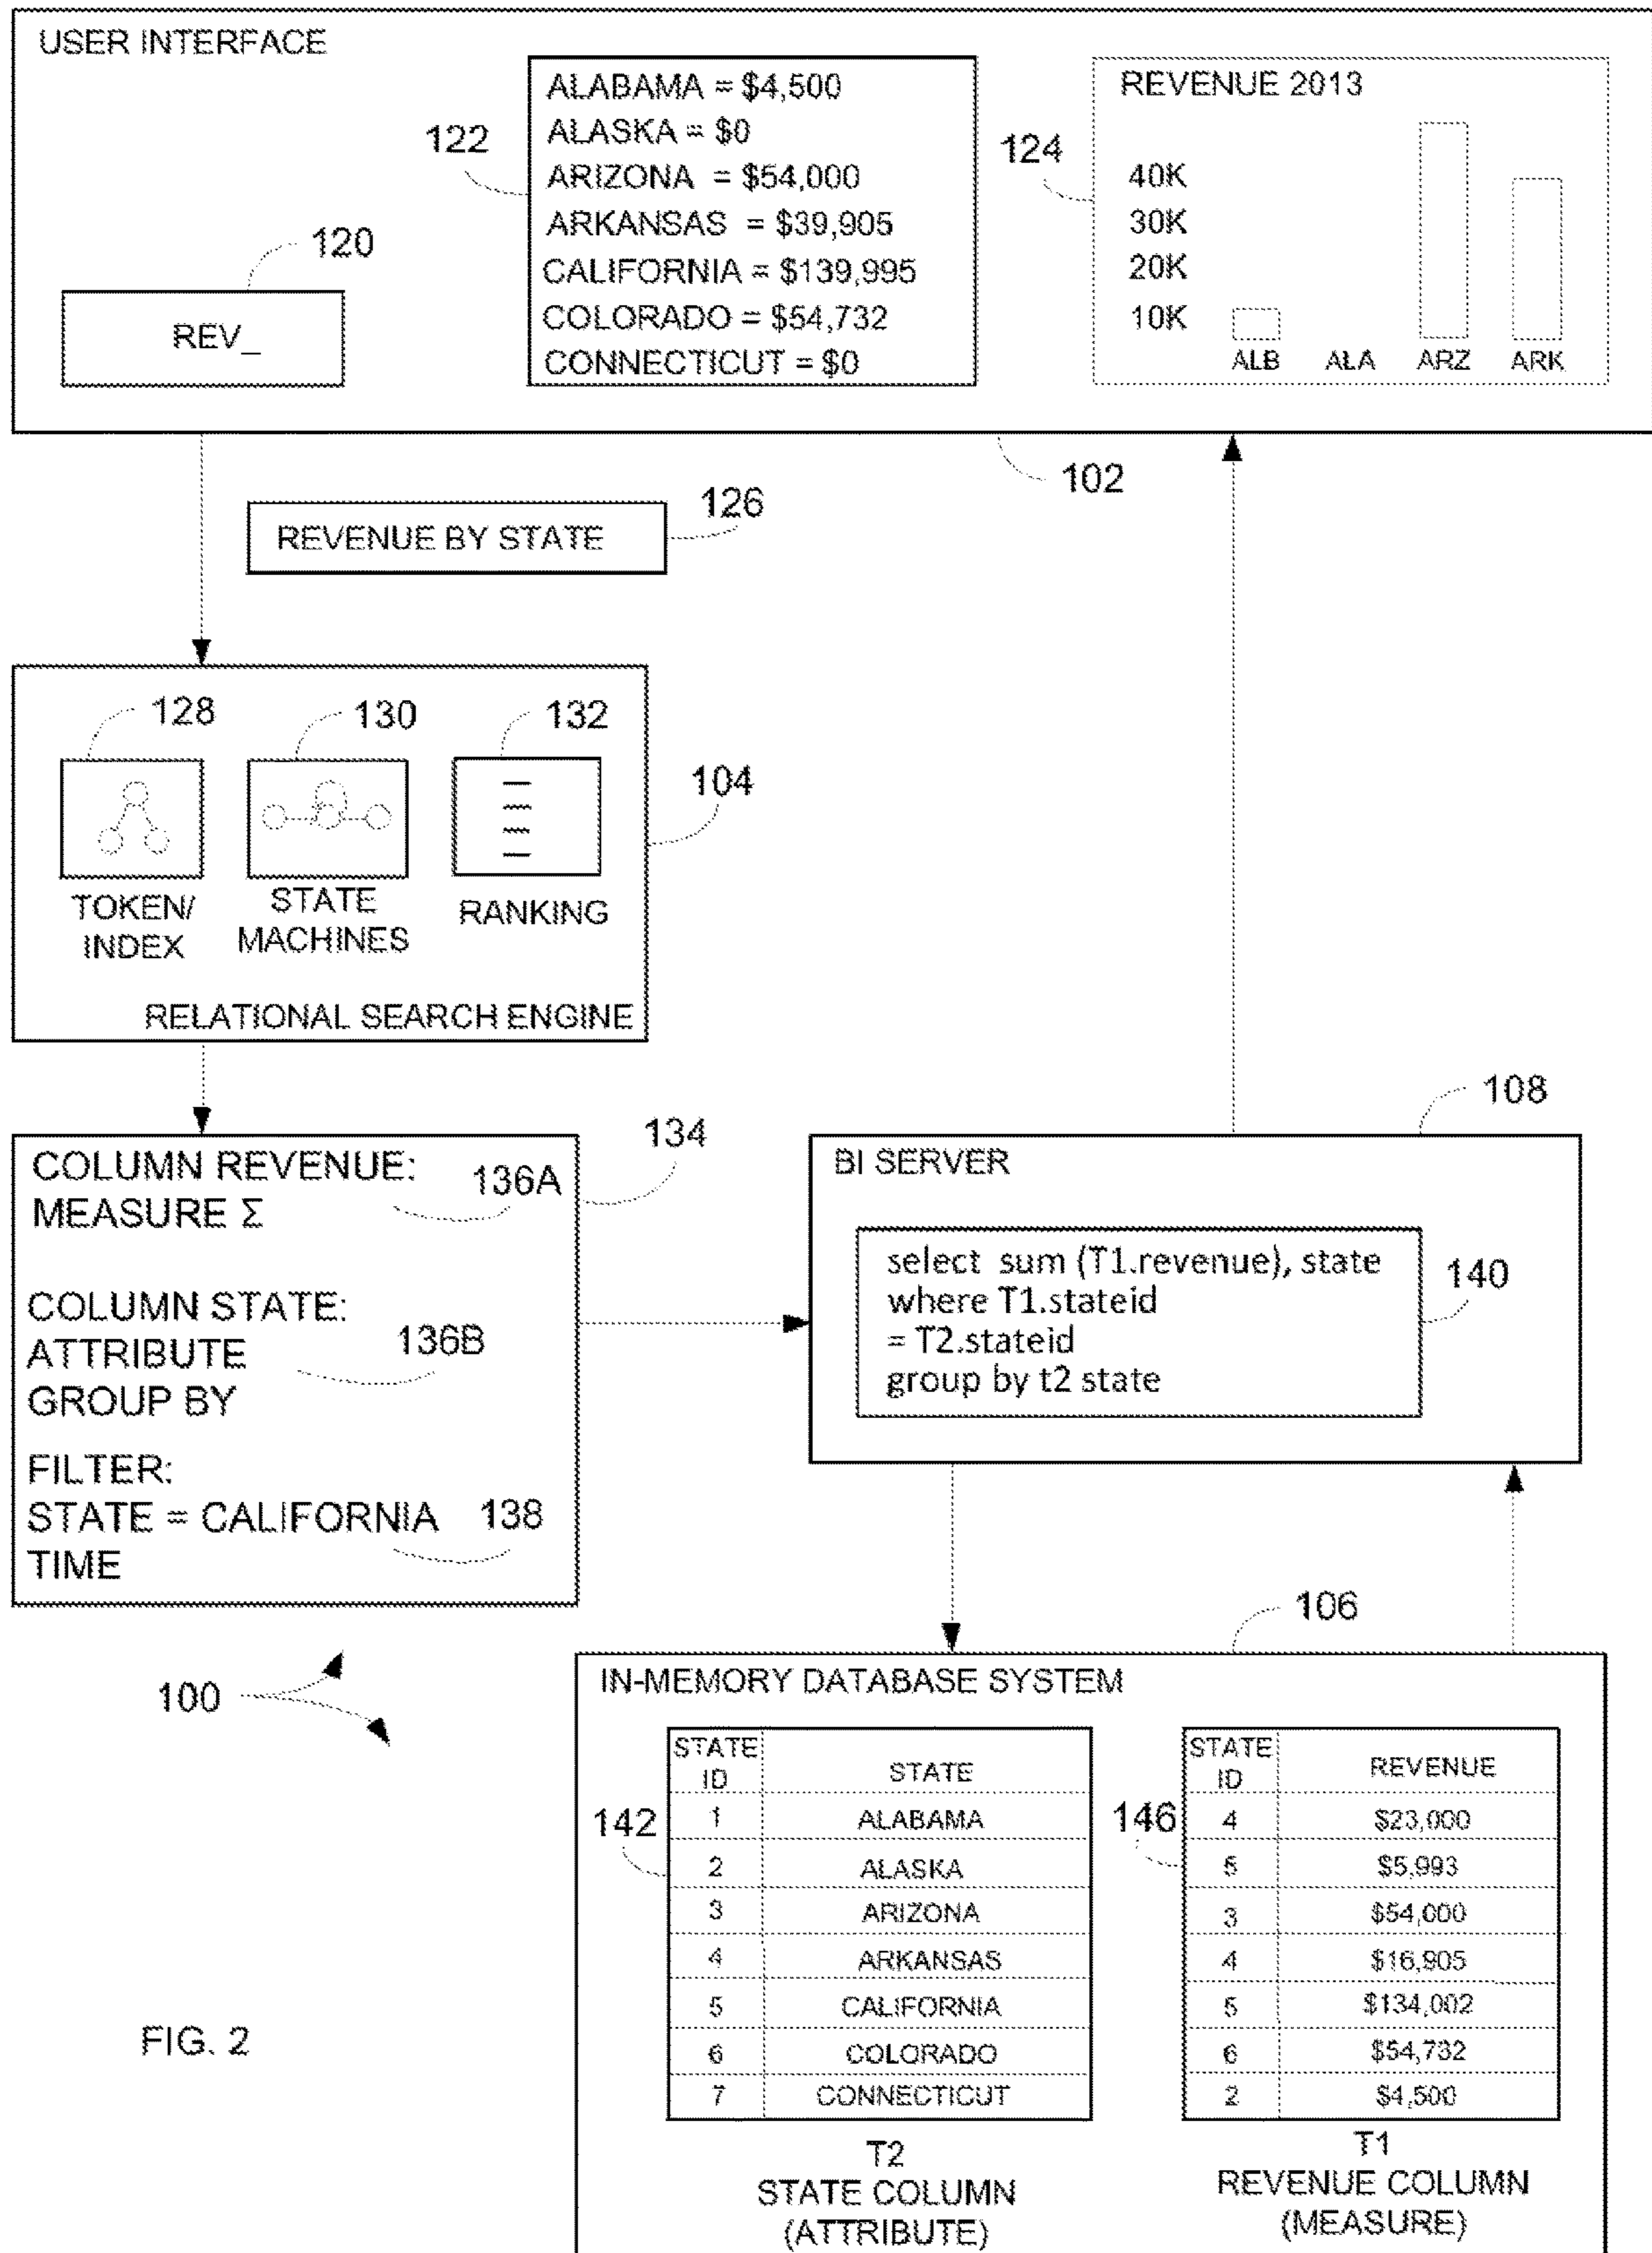 USER INTERFACE
ALABAMA = $4,500
ALASKA = $0
ARIZONA = $54,000
ARKANSAS = $39,905
CALIFORNIA = $139,995
COLORADO = $54,732
CONNECTICUT = $0
122
REVENUE 2013
40K
30K
20K
10K
ALB ALA ARZ ARK
124
120
REV_
102
126
REVENUE BY STATE
128
130
132
104
TOKEN/
INDEX
STATE
MACHINES
RANKING
RELATIONAL SEARCH ENGINE
134
COLUMN REVENUE:
MEASURE Σ
136A
COLUMN STATE:
ATTRIBUTE
GROUP BY
136B
FILTER:
STATE = CALIFORNIA
TIME
138
108
BI SERVER
select sum (T1.revenue), state
where T1.stateid
= T2.stateid
group by t2 state
140
106
100
IN-MEMORY DATABASE SYSTEM
142
STATE
ID
STATE
1 ALABAMA
2 ALASKA
3 ARIZONA
4 ARKANSAS
5 CALIFORNIA
6 COLORADO
7 CONNECTICUT
T2
STATE COLUMN
(ATTRIBUTE)
146
STATE
ID
REVENUE
4 $23,000
5 $5,993
3 $54,000
4 $16,905
5 $134,002
6 $54,732
2 $4,500
T1
REVENUE COLUMN
(MEASURE)
FIG. 2